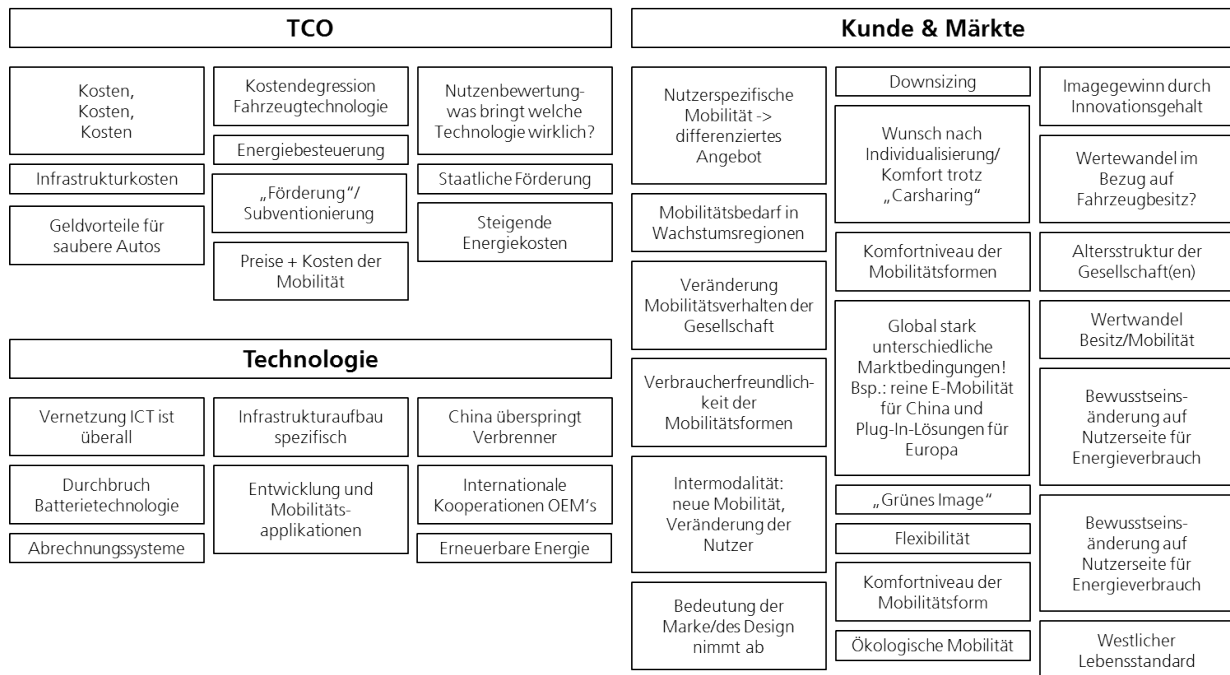 TCO
Kosten,
Kosten,
Kosten
Infrastrukturkosten
Geldvorteile für
saubere Autos
Kostendegression
Fahrzeugtechnologie
Energiebesteuerung
„Förderung“/
Subventionierung
Preise + Kosten der
Mobilität
Nutzenbewertung-
was bringt welche
Technologie wirklich?
Staatliche Förderung
Steigende
Energiekosten
Technologie
Vernetzung ICT ist
überall
Durchbruch
Batterietechnologie
Abrechnungssysteme
Infrastrukturaufbau
spezifisch
Entwicklung und
Mobilitäts-
applikationen
China überspringt
Verbrenner
Internationale
Kooperationen OEM‘s
Erneuerbare Energie
Kunde & Märkte
Nutzerspezifische
Mobilität ->
differenziertes
Angebot
Mobilitätsbedarf in
Wachstumsregionen
Veränderung
Mobilitätsverhalten der
Gesellschaft
Verbraucherfreundlich-
keit der
Mobilitätsformen
Intermodalität:
neue Mobilität,
Veränderung der
Nutzer
Bedeutung der
Marke/des Design
nimmt ab
Downsizing
Wunsch nach
Individualisierung/
Komfort trotz
„Carsharing“
Komfortniveau der
Mobilitätsformen
Global stark
unterschiedliche
Marktbedingungen!
Bsp.: reine E-Mobilität
für China und
Plug-In-Lösungen für
Europa
„Grünes Image“
Flexibilität
Komfortniveau der
Mobilitätsform
Ökologische Mobilität
Imagegewinn durch
Innovationsgehalt
Wertewandel im
Bezug auf
Fahrzeugbesitz?
Altersstruktur der
Gesellschaft(en)
Wertwandel
Besitz/Mobilität
Bewusstseins-
änderung auf
Nutzerseite für
Energieverbrauch
Bewusstseins-
änderung auf
Nutzerseite für
Energieverbrauch
Westlicher
Lebensstandard